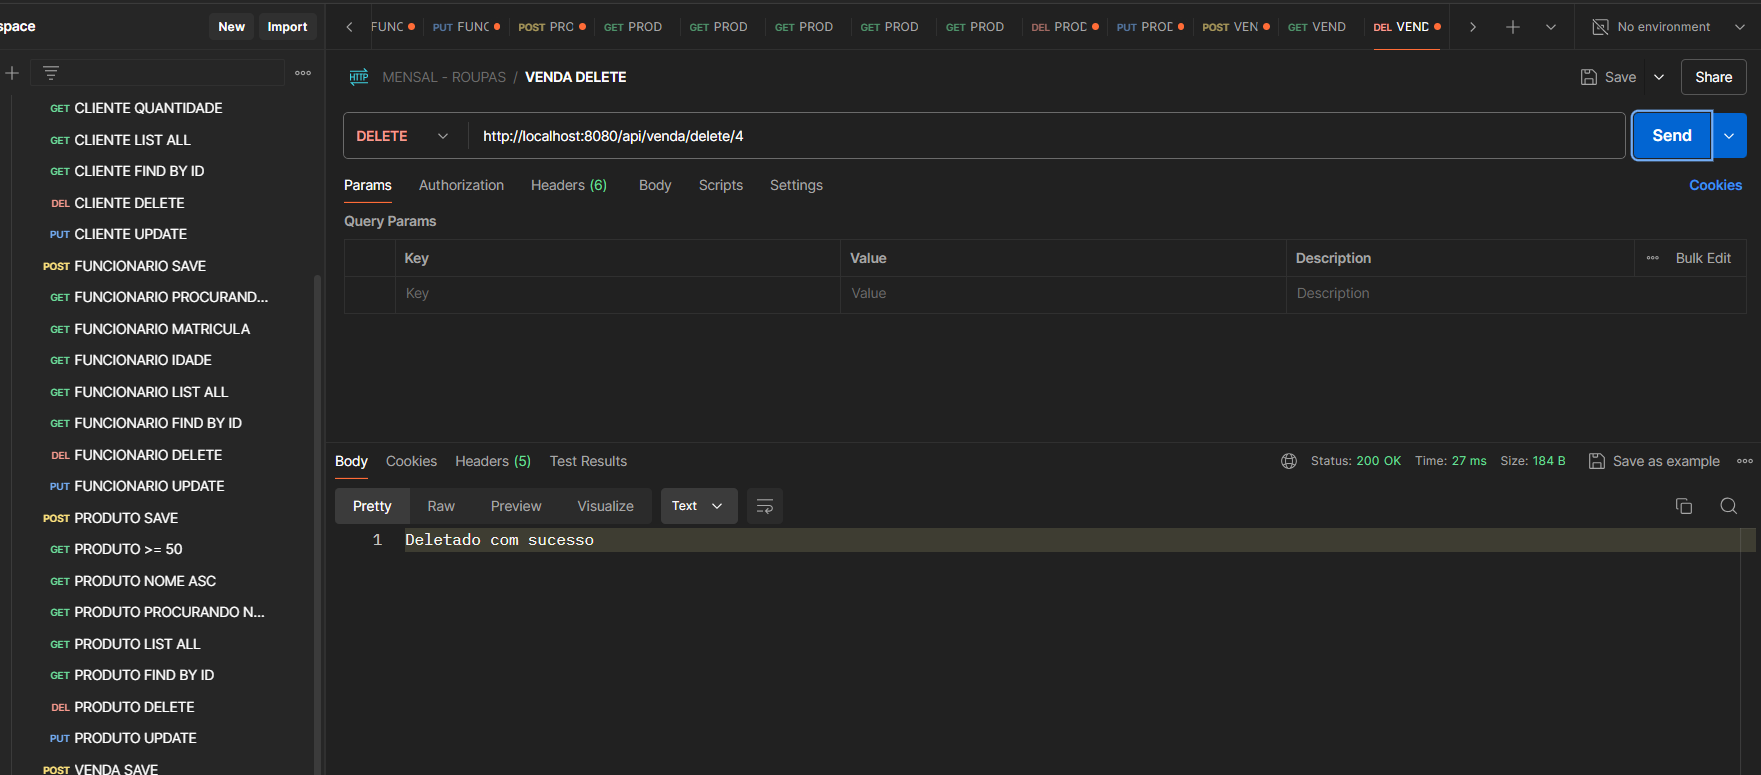 space
New
Import
FUNC
PUT FUNC
POST PRO
GET PROD
GET PROD
GET PROD
GET PROD
GET PROD
DEL PROD
PUT PROD
POST VEN
GET VEND
DEL VEND
No environment
HTTP MENSAL - ROUPAS / VENDA DELETE
Save
Share
DELETE
http://localhost:8080/api/venda/delete/4
Send
Params
Authorization
Headers (6)
Body
Scripts
Settings
Cookies
Query Params
Key
Value
Description
Bulk Edit
Key
Value
Description
GET CLIENTE QUANTIDADE
GET CLIENTE LIST ALL
GET CLIENTE FIND BY ID
DEL CLIENTE DELETE
PUT CLIENTE UPDATE
POST FUNCIONARIO SAVE
GET FUNCIONARIO PROCURAND...
GET FUNCIONARIO MATRICULA
GET FUNCIONARIO IDADE
GET FUNCIONARIO LIST ALL
GET FUNCIONARIO FIND BY ID
DEL FUNCIONARIO DELETE
PUT FUNCIONARIO UPDATE
POST PRODUTO SAVE
GET PRODUTO >= 50
GET PRODUTO NOME ASC
GET PRODUTO PROCURANDO N...
GET PRODUTO LIST ALL
GET PRODUTO FIND BY ID
DEL PRODUTO DELETE
PUT PRODUTO UPDATE
POST VENDA SAVE
Body
Cookies
Headers (5)
Test Results
Status: 200 OK
Time: 27 ms
Size: 184 B
Save as example
Pretty
Raw
Preview
Visualize
Text
1 Deletado com sucesso